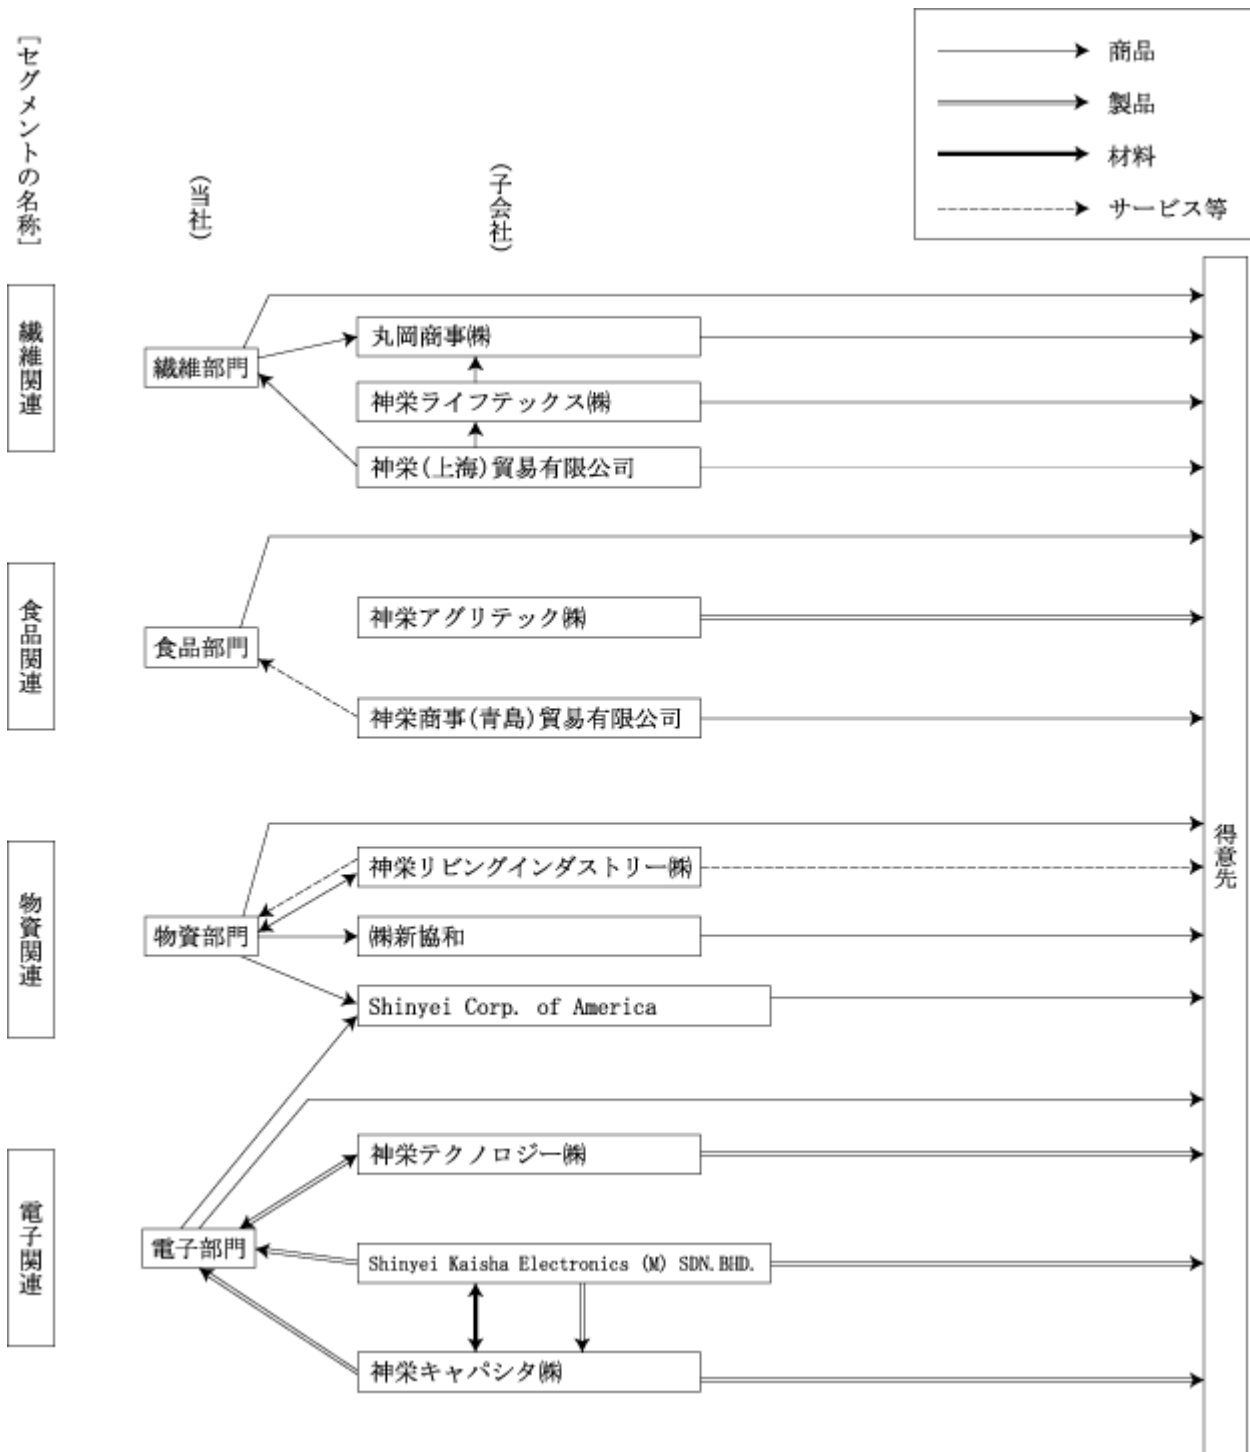 [セグメントの名称]
(当社)
(子会社)
商品
製品
材料
サービス等
繊維関連
繊維部門
丸岡商事㈱
神栄ライフテックス㈱
神栄(上海)貿易有限公司
食品関連
食品部門
神栄アグリテック㈱
神栄商事(青島)貿易有限公司
物資関連
物資部門
神栄リビングインダストリー㈱
㈱新協和
Shinyei Corp. of America
電子関連
電子部門
神栄テクノロジー㈱
Shinyei Kaisha Electronics (M) SDN.BHD.
神栄キャパシタ㈱
得意先